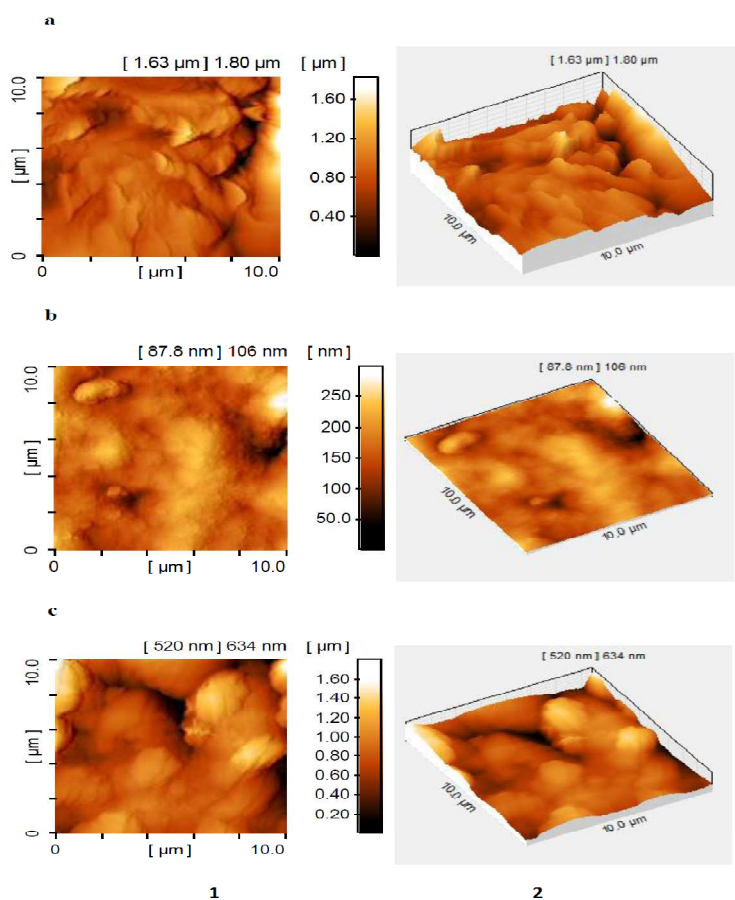 a
[ 1.63 µm ] 1.80 µm [ µm ]
10.0
[ µm ]
0
1.60
1.20
0.80
0.40
0 [ µm ] 10.0
[ 1.63 µm ] 1.80 µm
10.0 µm
10.0 µm
b
[ 87.8 nm ] 106 nm [ nm ]
10.0
[ µm ]
0
250
200
150
100
50.0
0 [ µm ] 10.0
[ 87.8 nm ] 106 nm
10.0 µm
10.0 µm
c
[ 520 nm ] 634 nm [ µm ]
10.0
[ µm ]
0
1.60
1.40
1.20
1.00
0.80
0.60
0.40
0.20
0 [ µm ] 10.0
[ 520 nm ] 634 nm
10.0 µm
10.0 µm
1 2